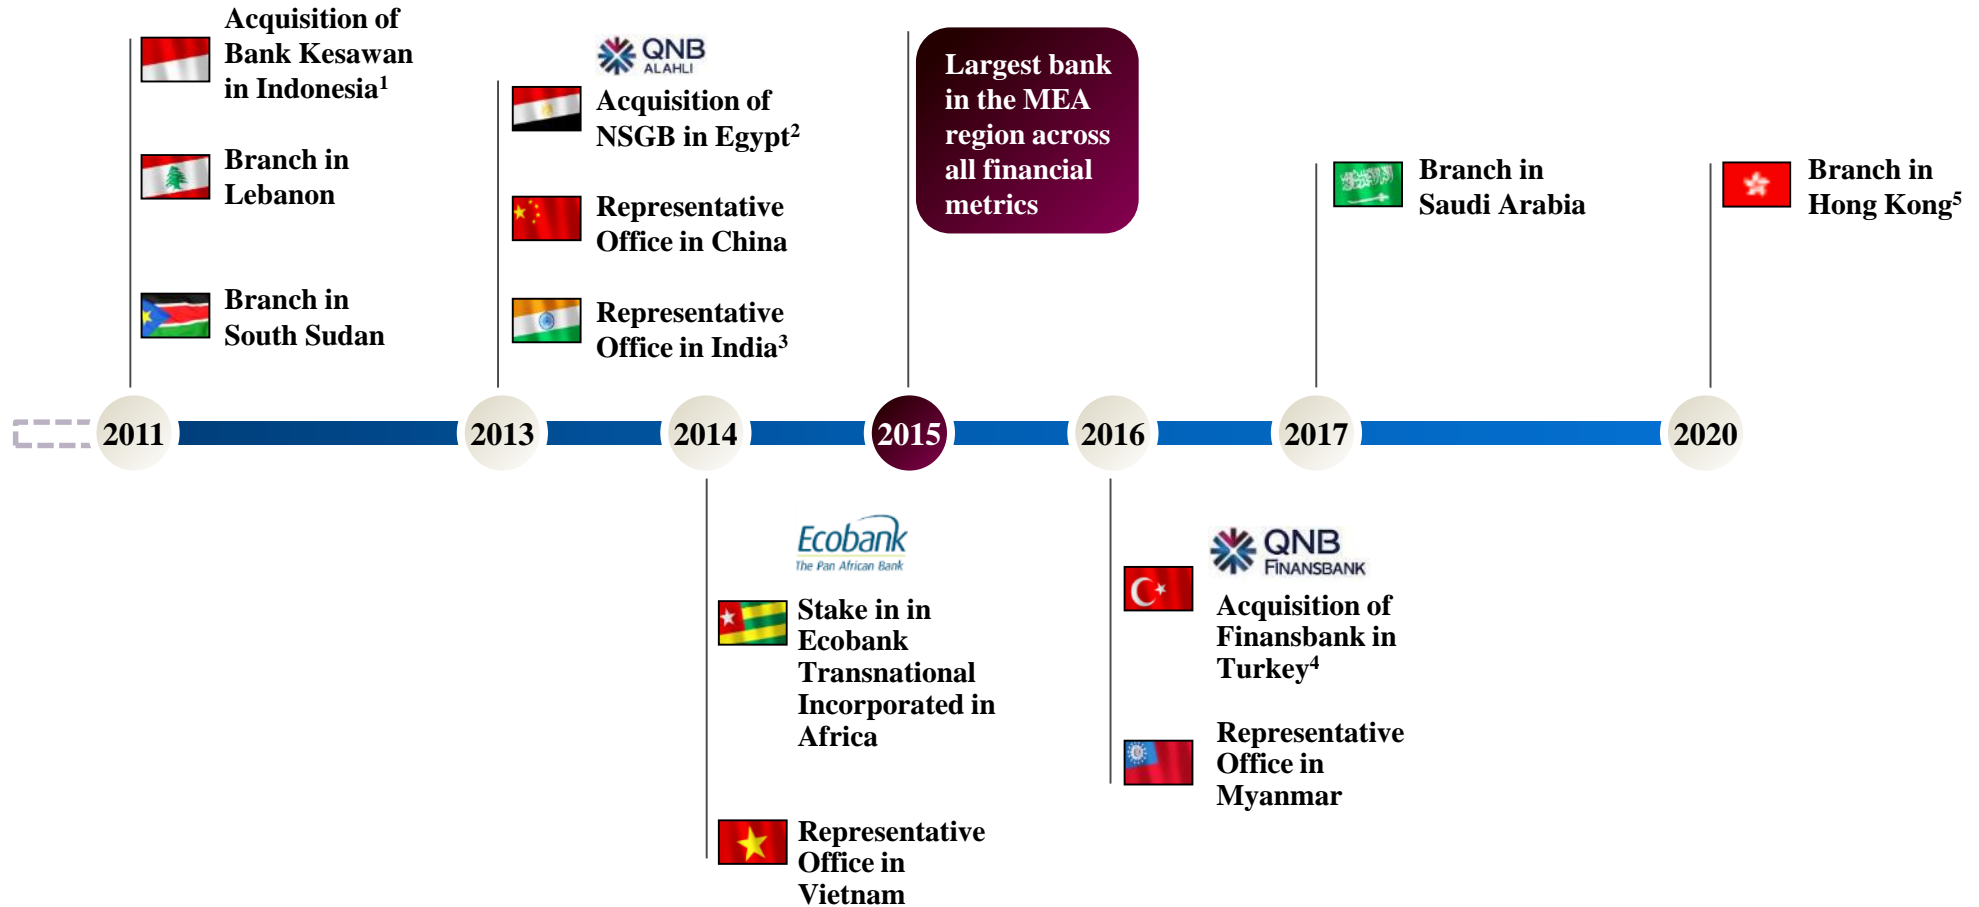 Acquisition of
Bank Kesawan
in Indonesia1
Branch in
Lebanon
Branch in
South Sudan
QNB
ALAHLI
Acquisition of
NSGB in Egypt2
Representative
Office in China
Representative
Office in India3
Largest bank
in the MEA
region across
all financial
metrics
Branch in
Saudi Arabia
Branch in
Hong Kong5
2011
2013
2014
2015
2016
2017
2020
Ecobank
The Pan African Bank
Stake in in
Ecobank
Transnational
Incorporated in
Africa
Representative
Office in
Vietnam
QNB
FINANSBANK
Acquisition of
Finansbank in
Turkey4
Representative
Office in
Myanmar